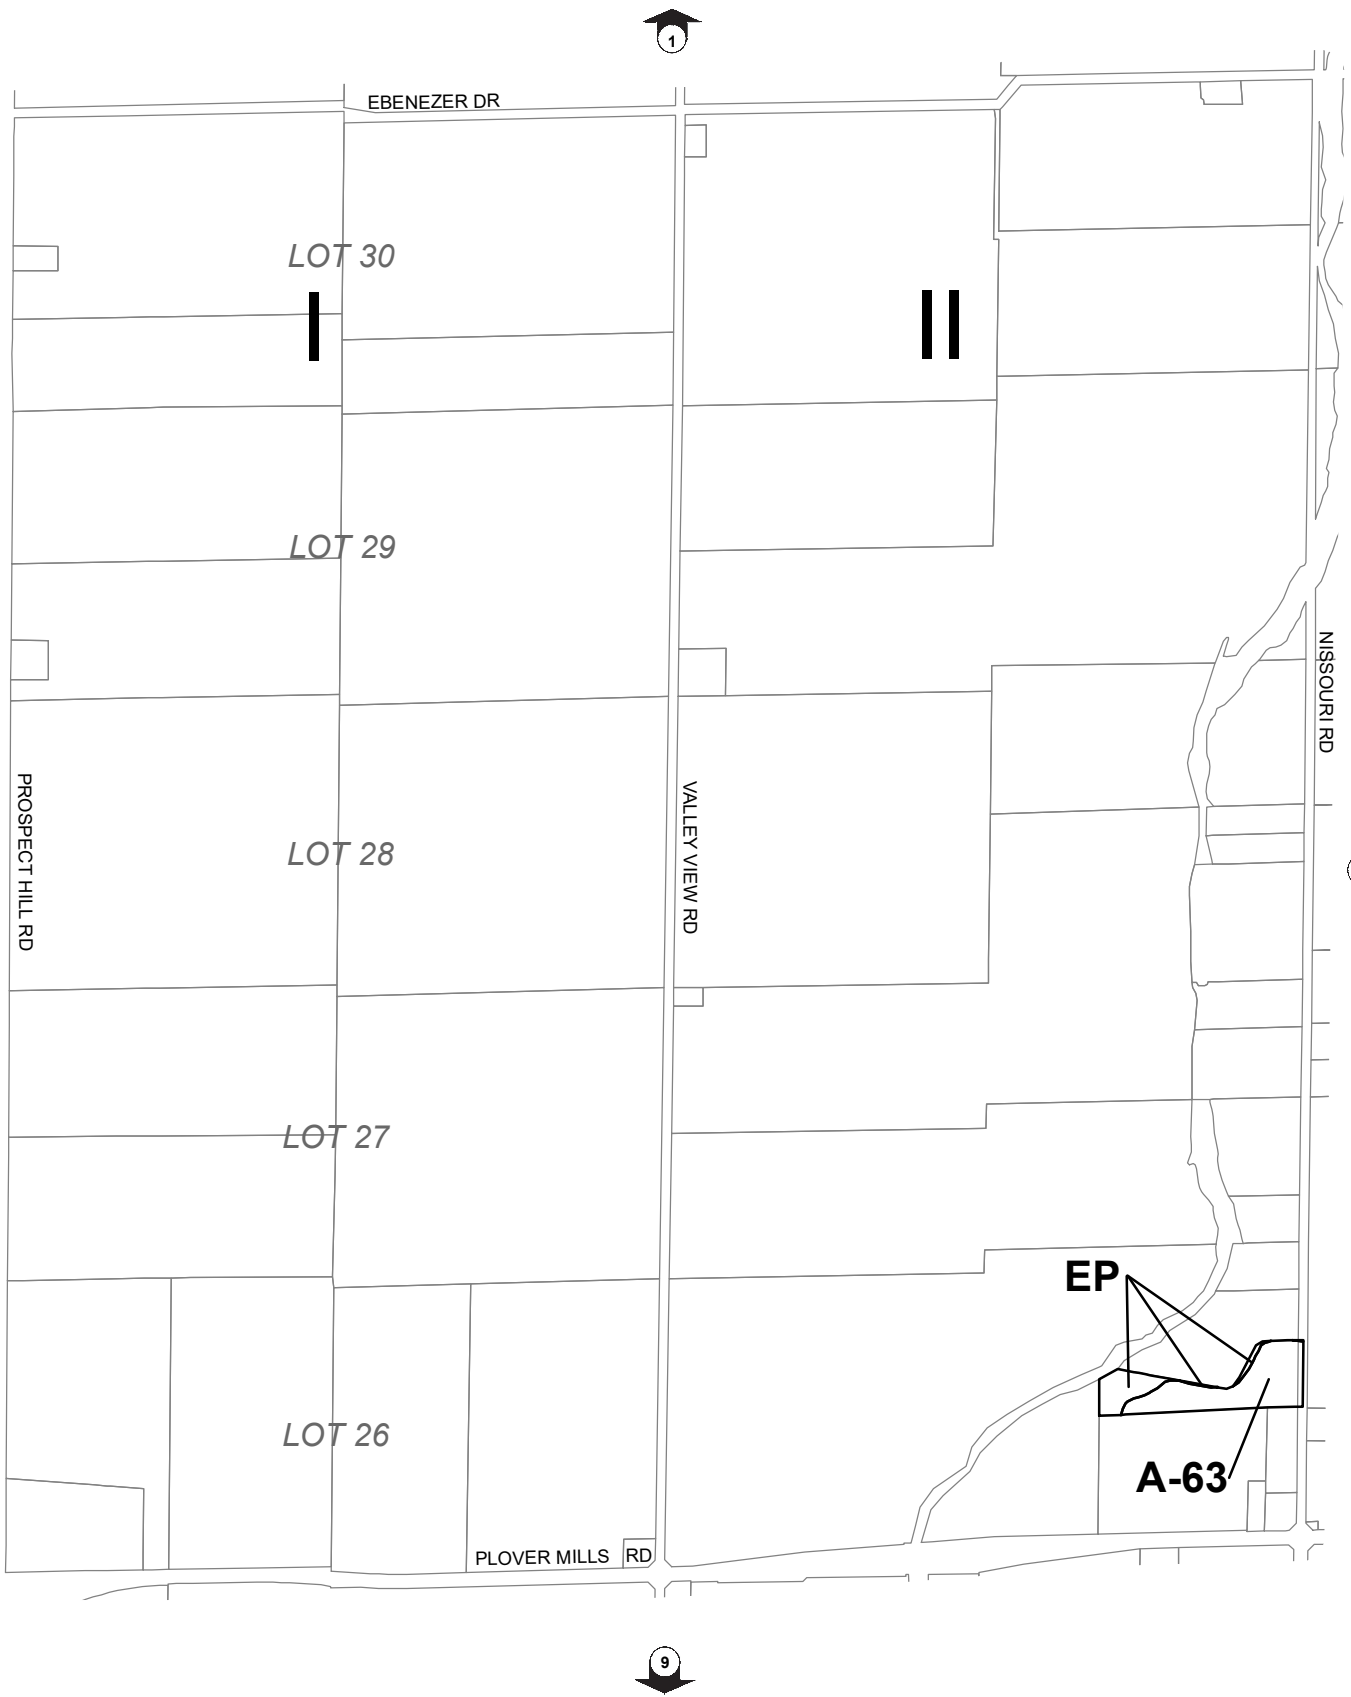 1
EBENEZER DR
LOT 30
I
II
LOT 29
NISSOURI RD
PROSPECT HILL RD
VALLEY VIEW RD
LOT 28
LOT 27
EP
LOT 26
A-63
PLOVER MILLS RD
9